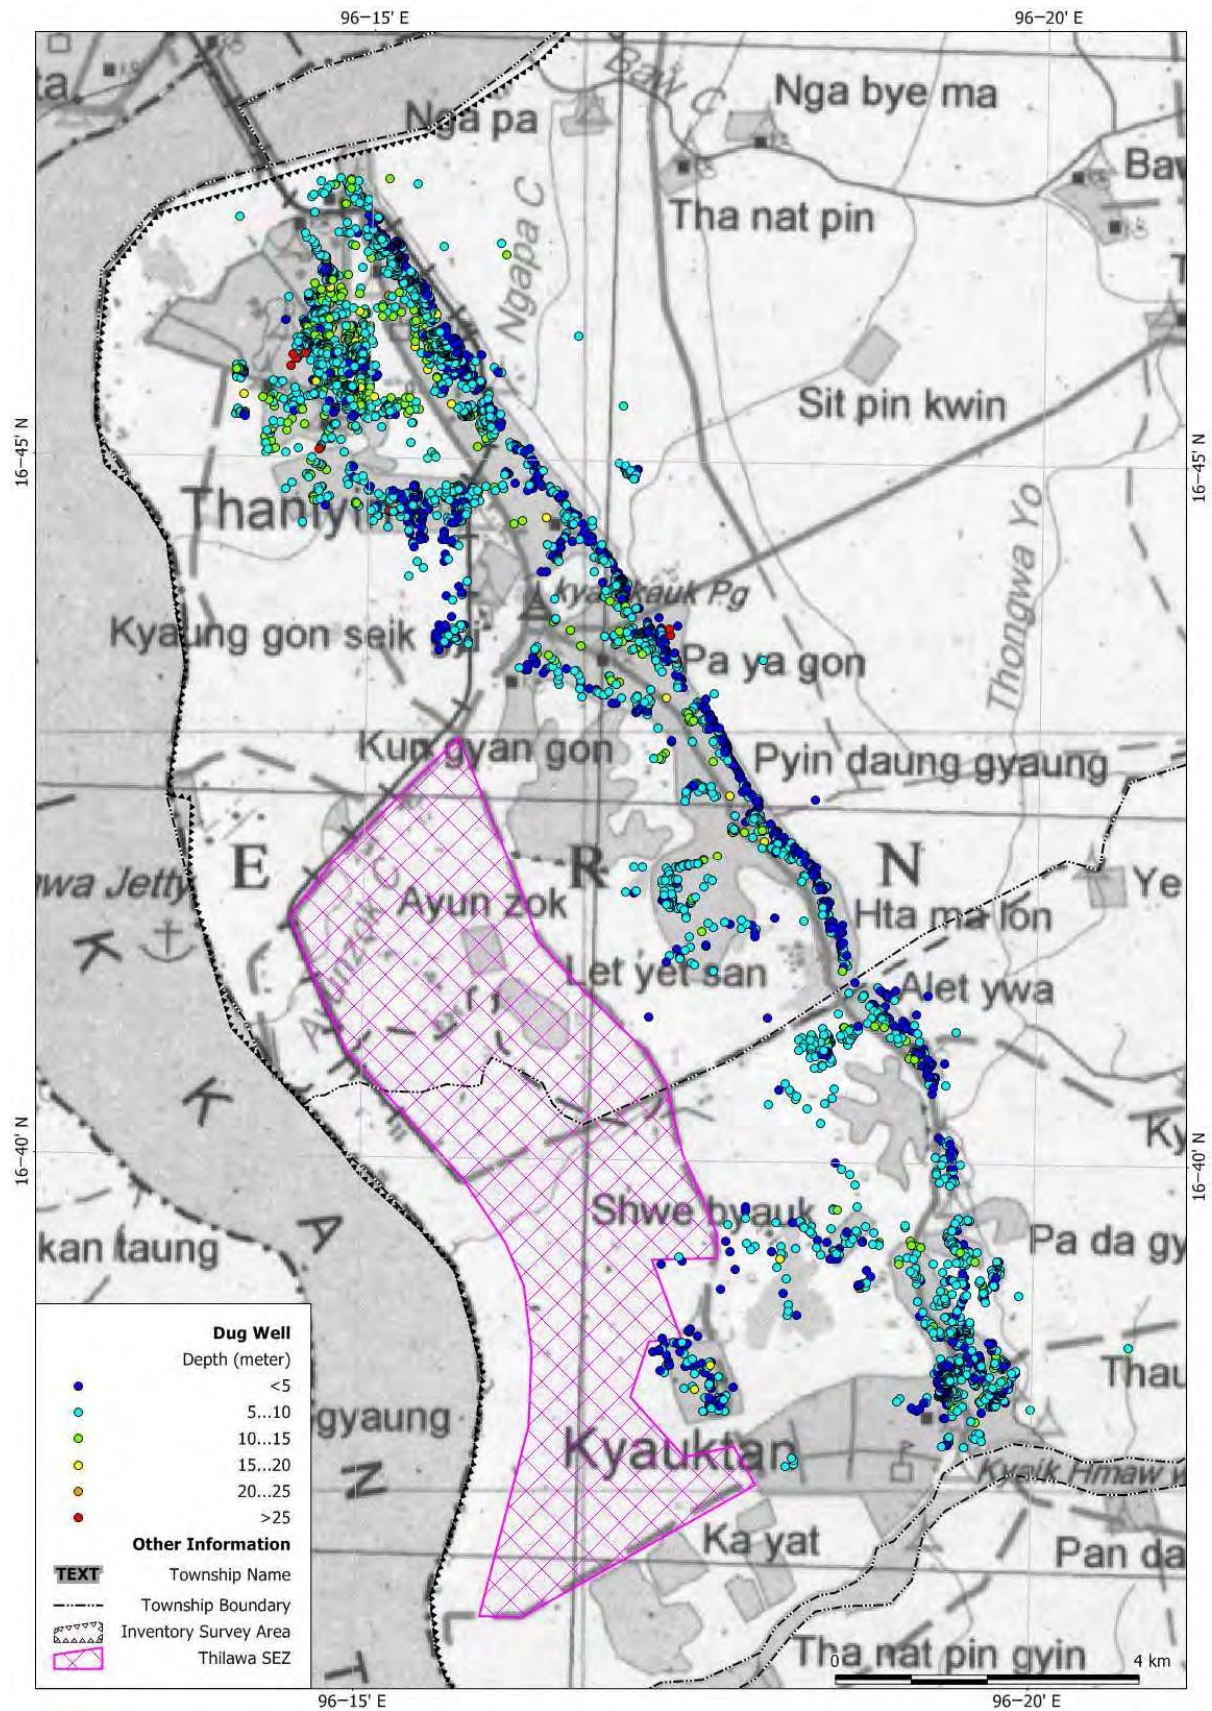 96-15' E
96-20' E
ta
Baw C
Nga pa
Nga bye ma
Ngapa C
Tha nat pin
Sit pin kwin
16-45' N
16-45' N
Thongwa Yo
Kyaung gon seik gyi
Pa ya gon
Kun gyan gon
Pyin daung gyaung
E
R
N
wa Jetty
Ayun zok
Ayunzok C
Hta ma lon
Ye
K
Let yet san
Alet ywa
K
16-40' N
16-40' N
Ky
A
Shwe byauk
kan taung
Pa da gy
Thau
gyaung
Kyauktan
N
Ka yat
Pan da
Tha nat pin gyin
T
Dug Well
Depth (meter)
<5
5...10
10...15
15...20
20...25
>25
Other Information
TEXT Township Name
Township Boundary
Inventory Survey Area
Thilawa SEZ
0 4 km
96-15' E
96-20' E